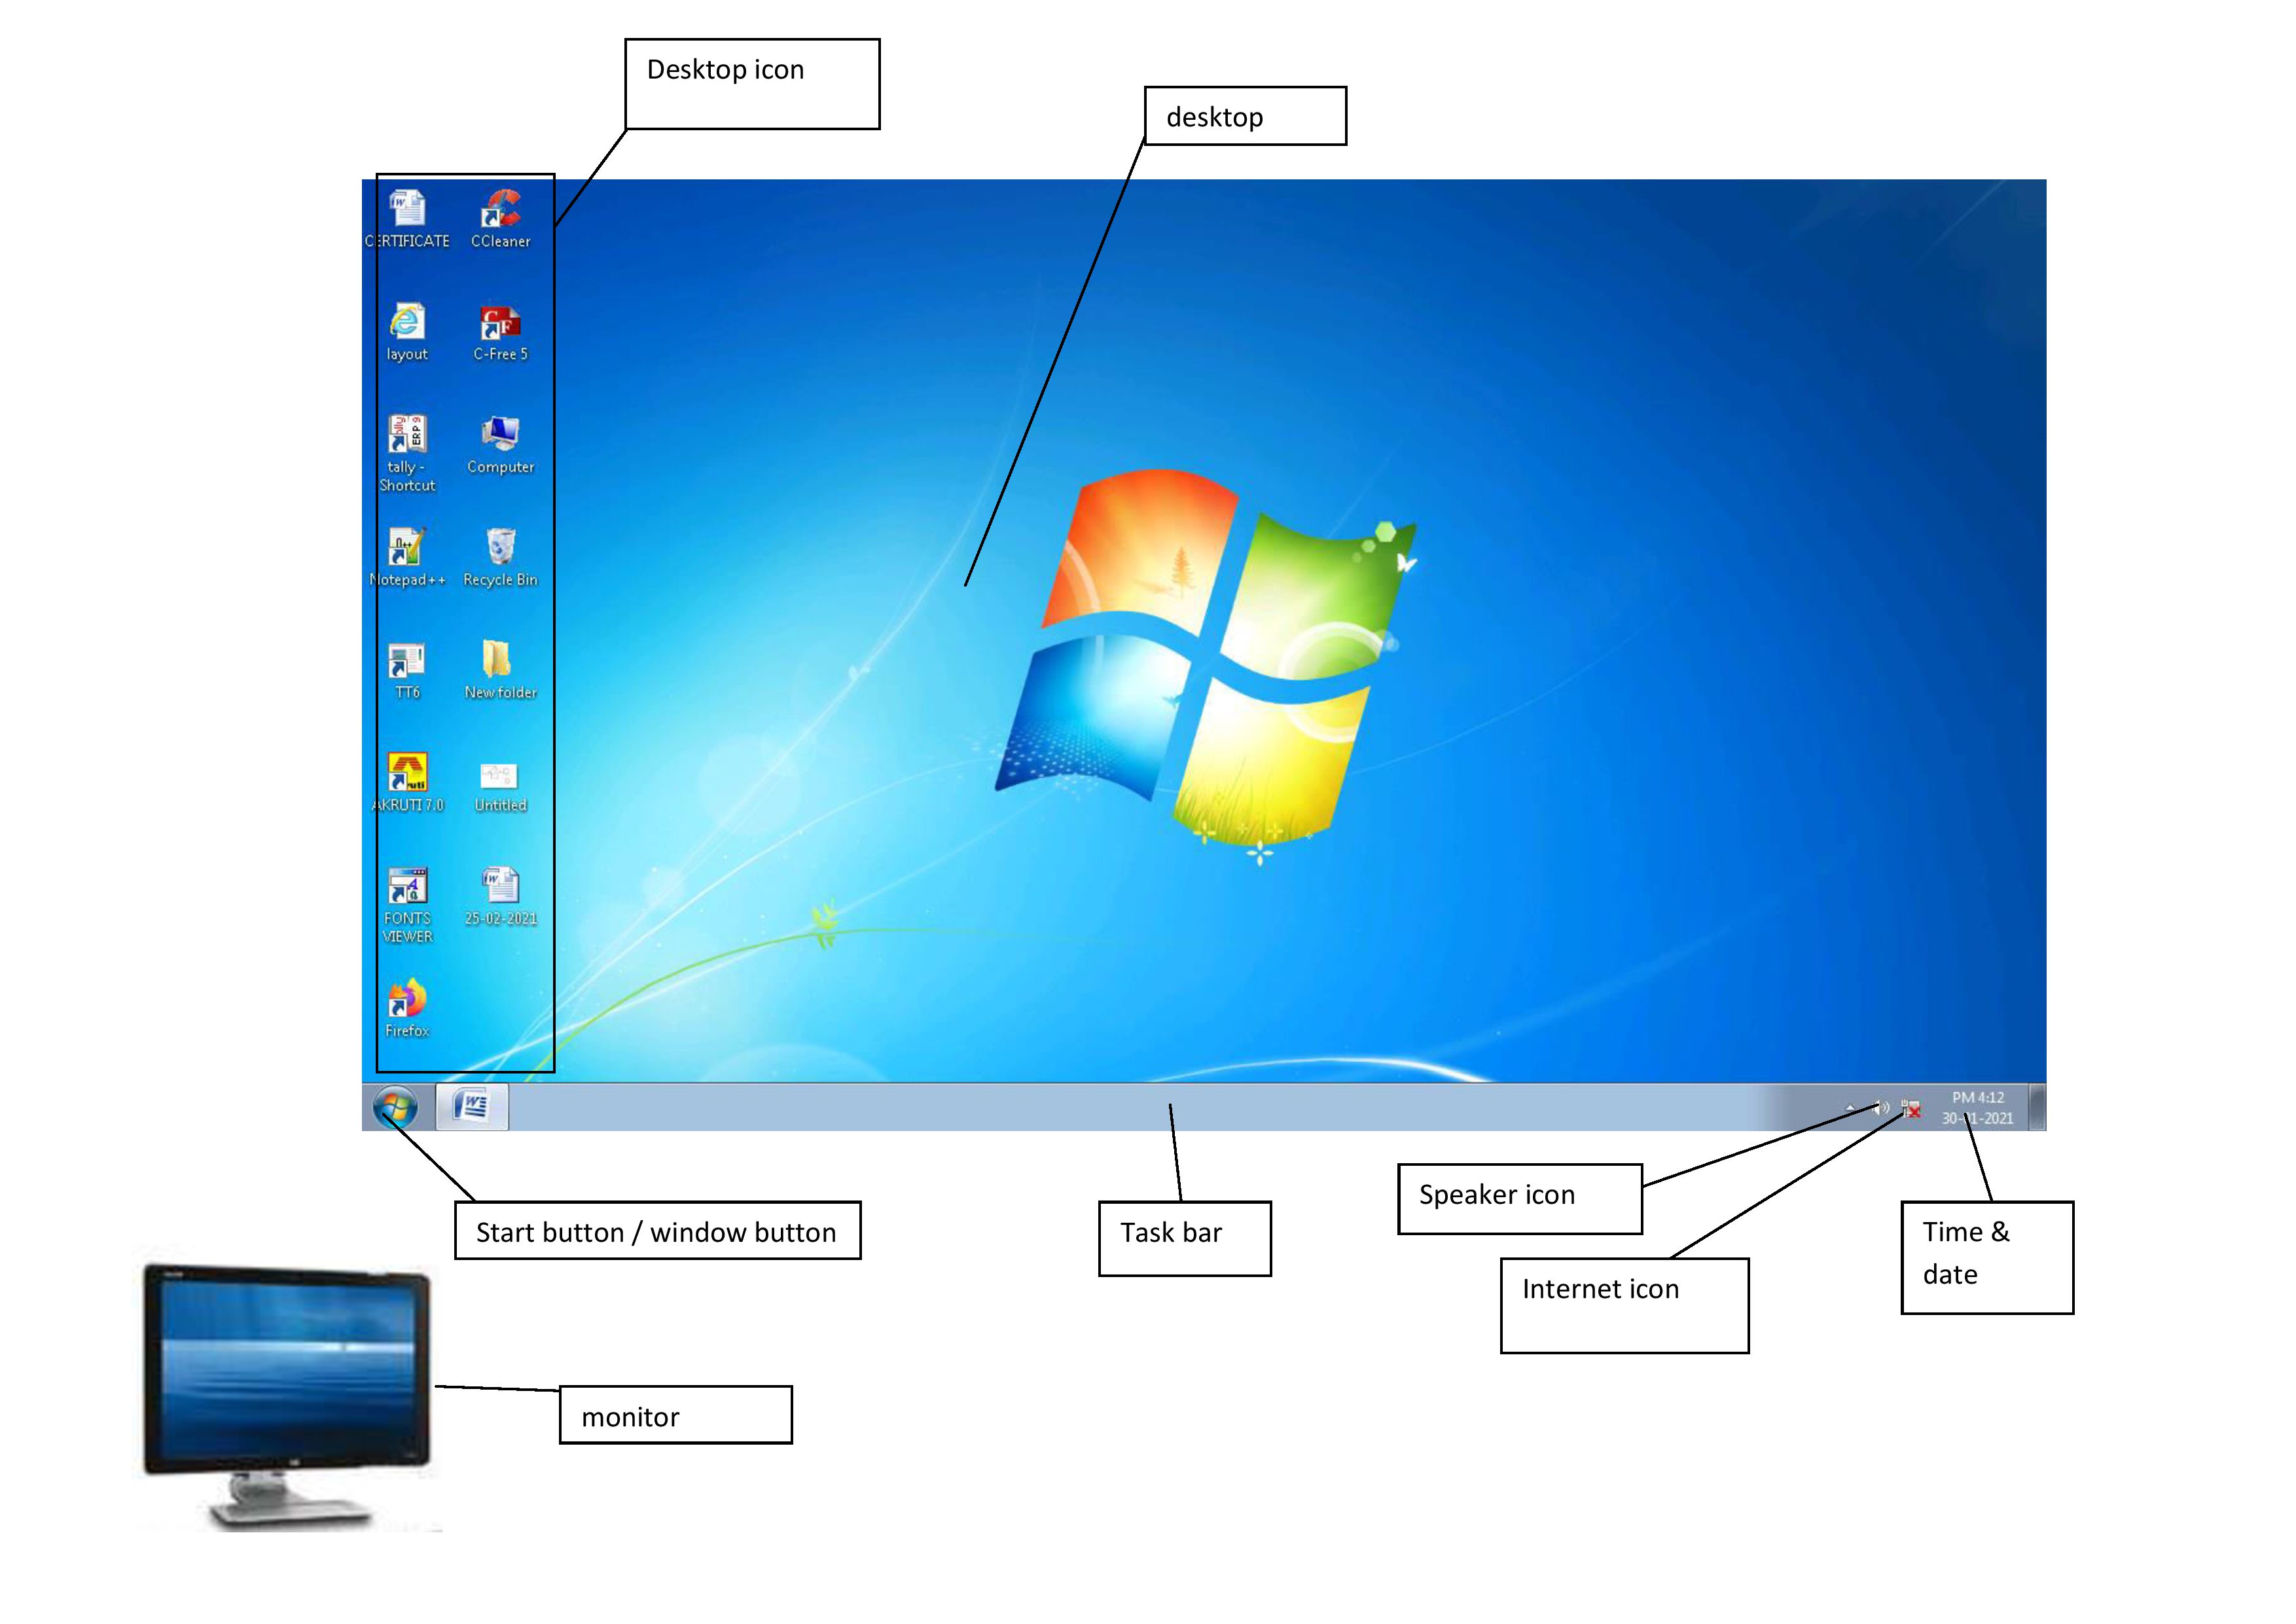 Desktop icon
desktop
CERTIFICATE
CCleaner
layout
C-Free 5
tally -
Shortcut
Computer
Notepad++
Recycle Bin
TT6
New folder
AKRUTI 7.0
Untitled
FONTS
VIEWER
25-02-2021
Firefox
PM 4:12
30-01-2021
Start button / window button
Task bar
Speaker icon
Internet icon
Time &
date
monitor